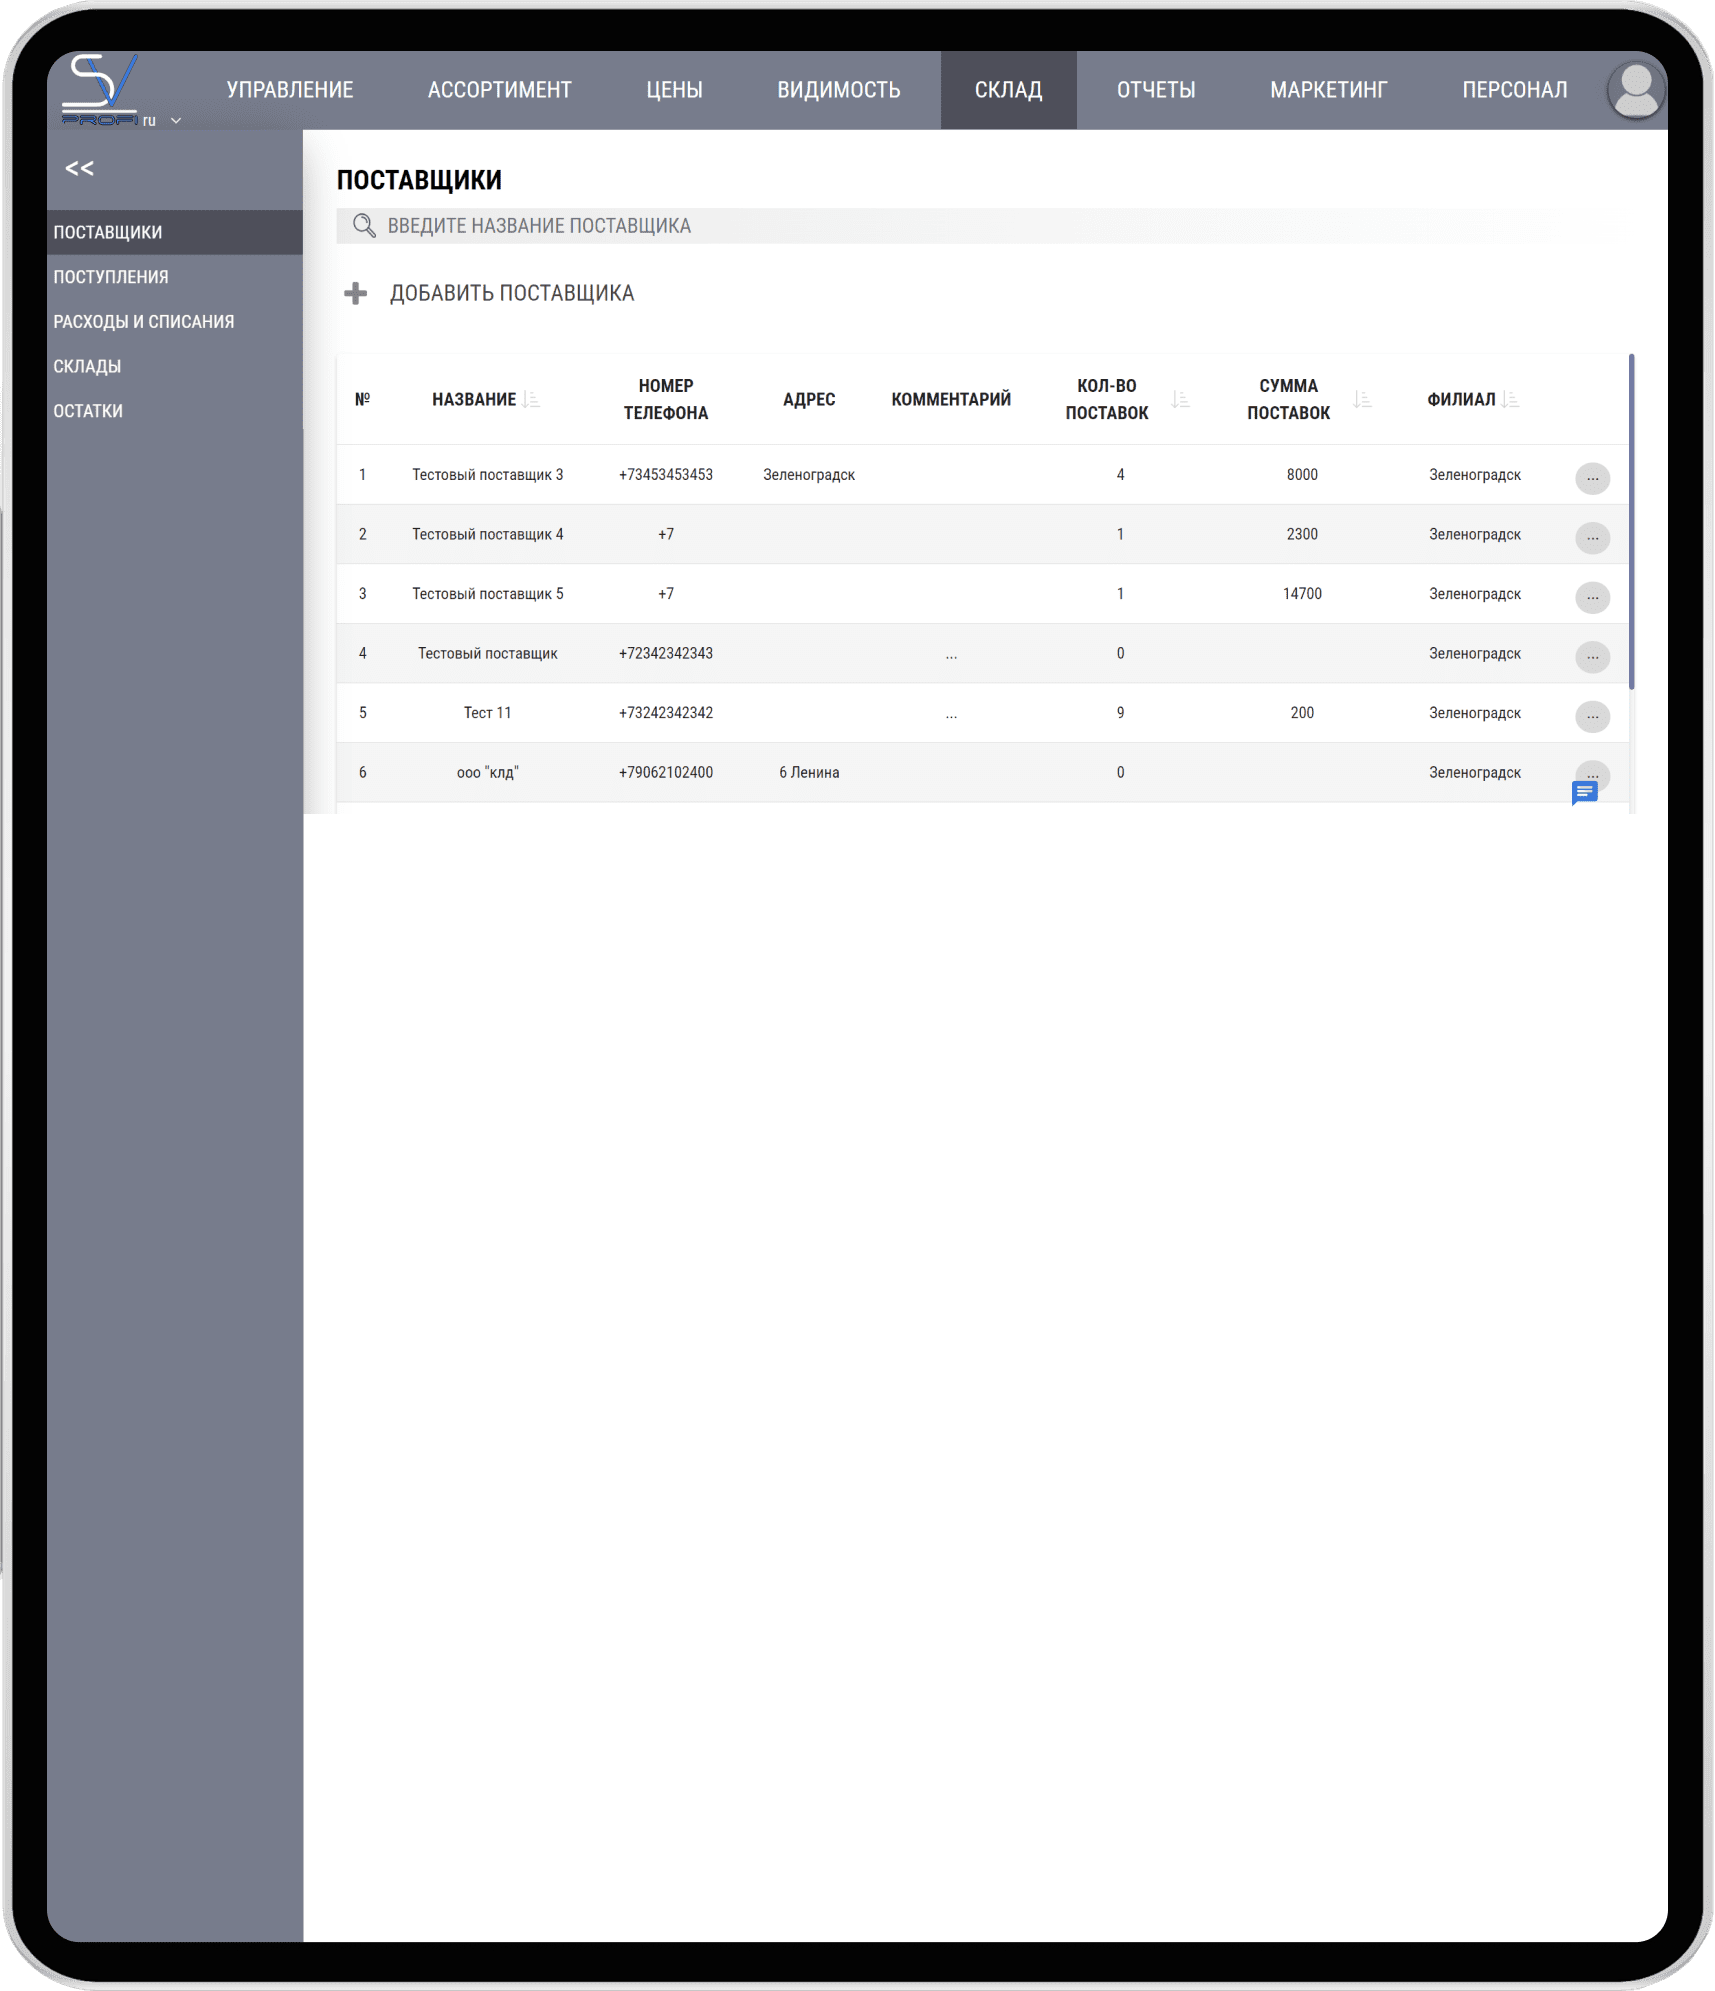 SV
PROFI ru
УПРАВЛЕНИЕ АССОРТИМЕНТ ЦЕНЫ ВИДИМОСТЬ СКЛАД ОТЧЕТЫ МАРКЕТИНГ ПЕРСОНАЛ
<<
ПОСТАВЩИКИ
ПОСТУПЛЕНИЯ
РАСХОДЫ И СПИСАНИЯ
СКЛАДЫ
ОСТАТКИ
ПОСТАВЩИКИ
ВВЕДИТЕ НАЗВАНИЕ ПОСТАВЩИКА
ДОБАВИТЬ ПОСТАВЩИКА
№ НАЗВАНИЕ НОМЕР ТЕЛЕФОНА АДРЕС КОММЕНТАРИЙ КОЛ-ВО ПОСТАВОК СУММА ПОСТАВОК ФИЛИАЛ
1 Тестовый поставщик 3 +73453453453 Зеленоградск 4 8000 Зеленоградск ...
2 Тестовый поставщик 4 +7 1 2300 Зеленоградск ...
3 Тестовый поставщик 5 +7 1 14700 Зеленоградск ...
4 Тестовый поставщик +72342342343 ... 0 Зеленоградск ...
5 Тест 11 +73242342342 ... 9 200 Зеленоградск ...
6 ооо "клд" +79062102400 6 Ленина 0 Зеленоградск ...